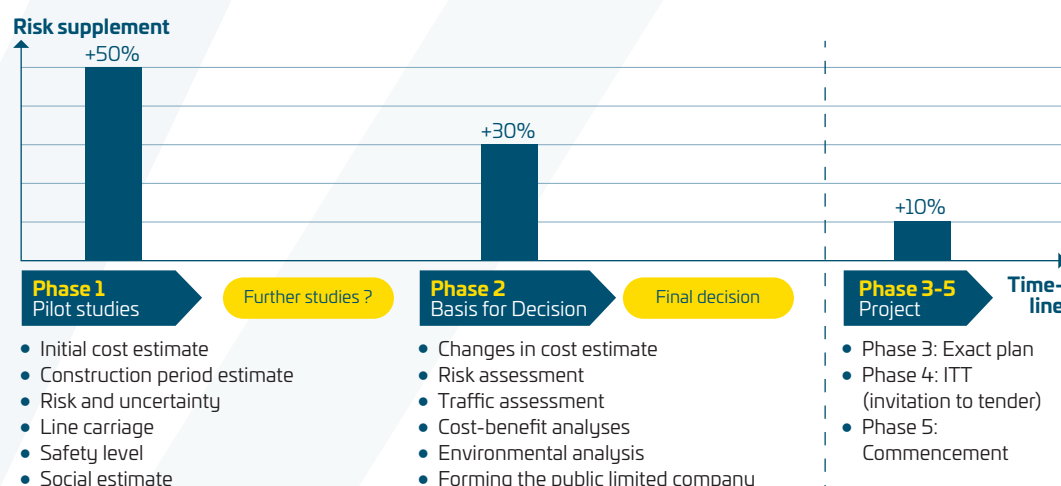 Risk supplement
+50%
+30%
+10%
Phase 1
Pilot studies
Further studies ?
Phase 2
Basis for Decision
Final decision
Phase 3-5
Project
Time-
line
• Initial cost estimate
• Construction period estimate
• Risk and uncertainty
• Line carriage
• Safety level
• Social estimate
• Changes in cost estimate
• Risk assessment
• Traffic assessment
• Cost-benefit analyses
• Environmental analysis
• Forming the public limited company
• Phase 3: Exact plan
• Phase 4: ITT
(invitation to tender)
• Phase 5:
Commencement